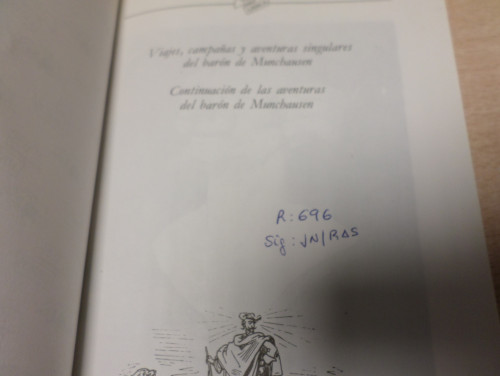 Viajes, campañas y aventuras singulares
del barón de Munchausen
Continuación de las aventuras
del barón de Munchausen
R: 696
Sig: JN/RAS